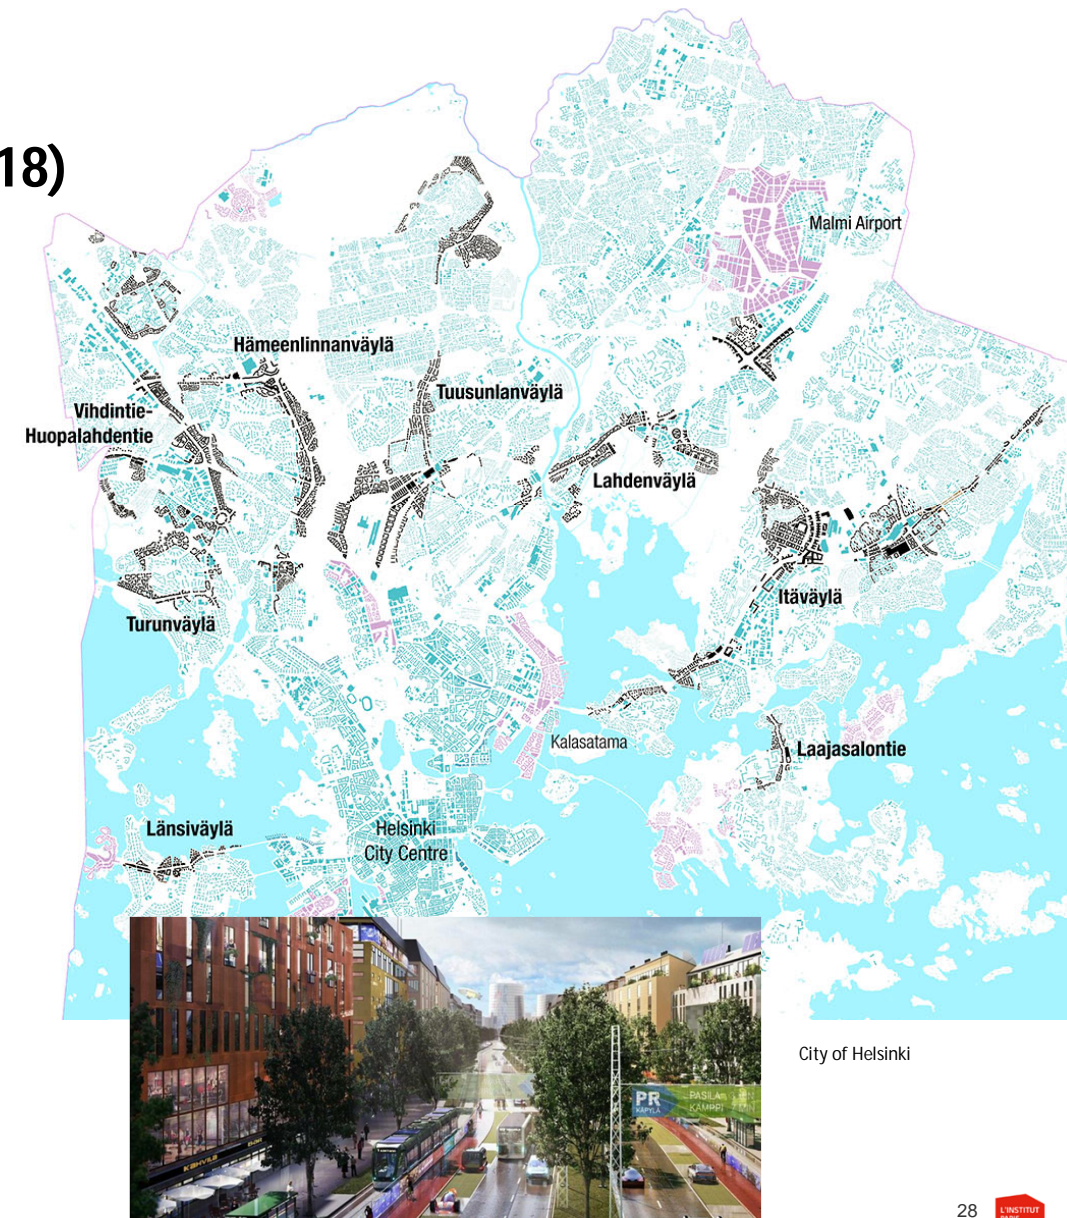 18)
Malmi Airport
Hämeenlinnanväylä
Tuusunlanväylä
Vihdintie-
Huopalahdentie
Lahdenväylä
Itäväylä
Turunväylä
Kalasatama
Laajasalontie
Länsiväylä
Helsinki
City Centre
City of Helsinki
PR
KÄPYLÄ
PASILA
KAMPPI
KAHVILA
28
L'INSTITUT